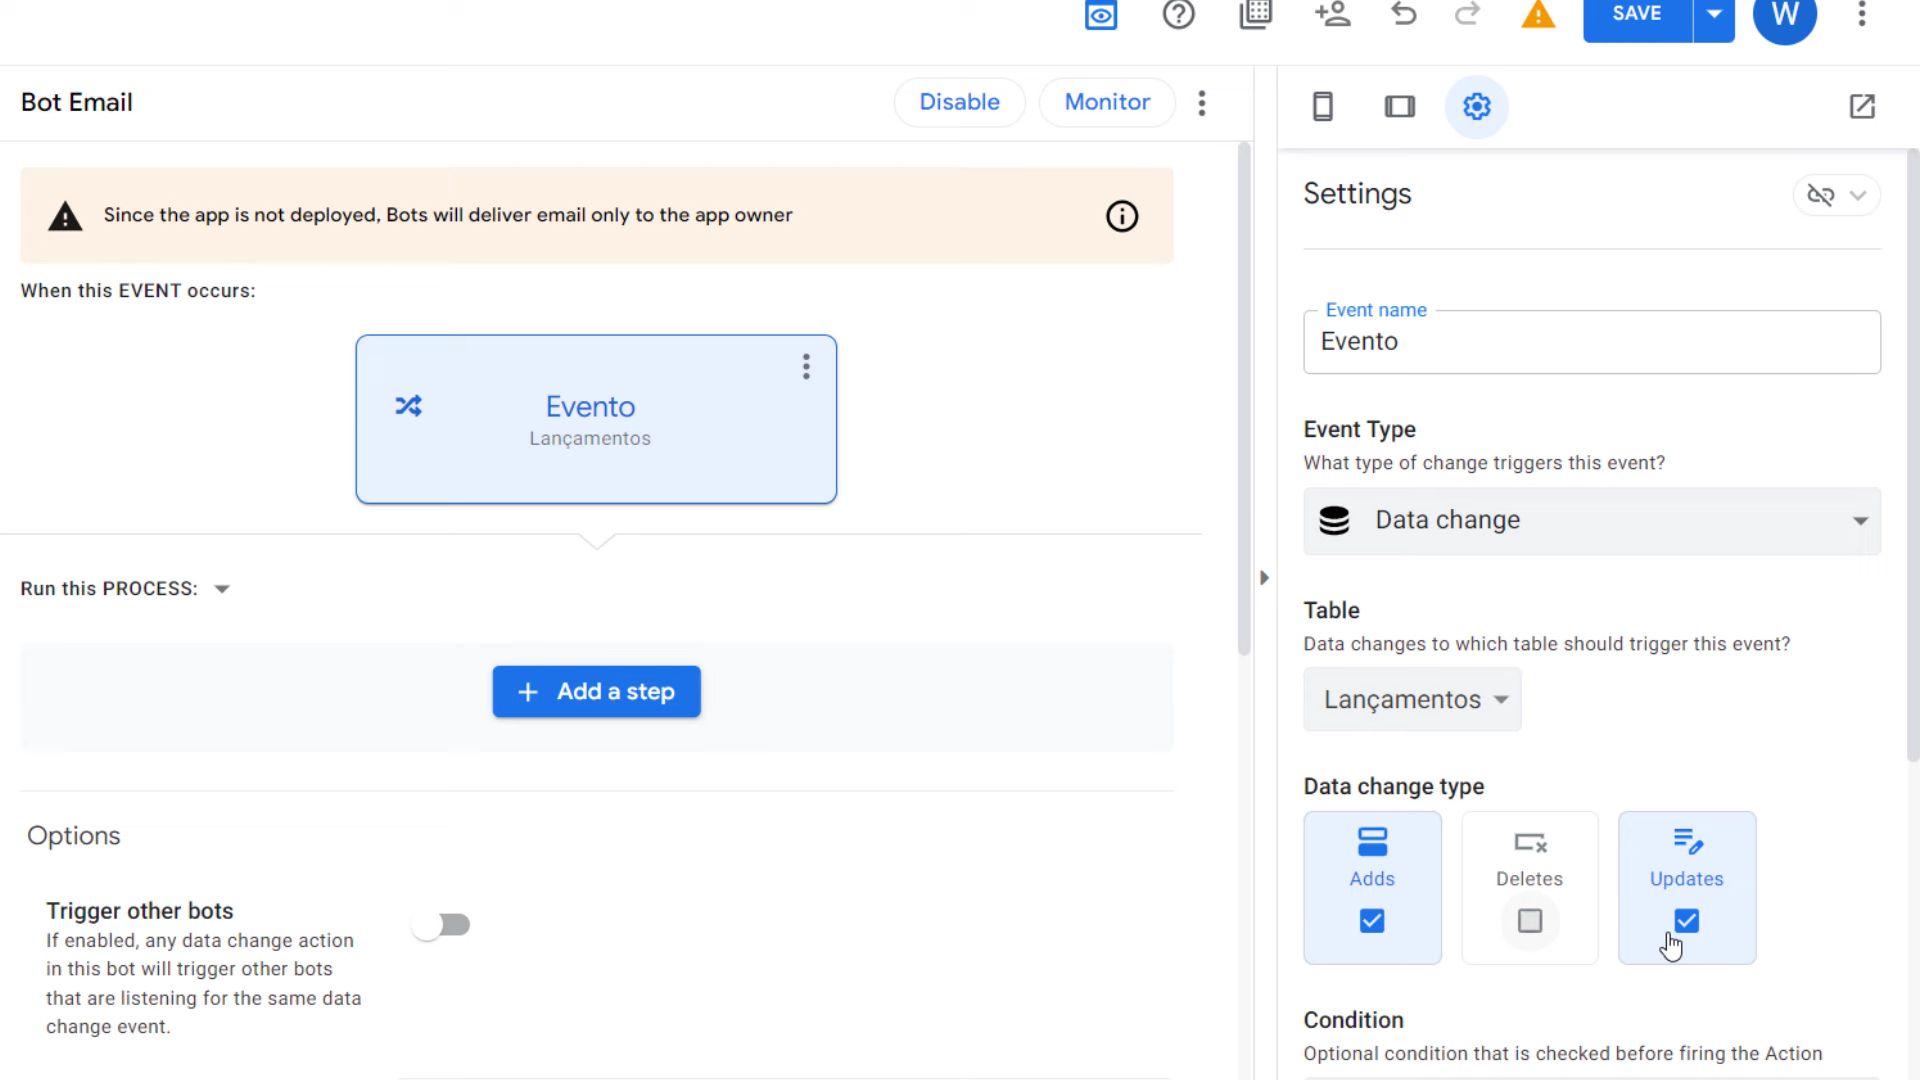 SAVE
W
Bot Email
Disable
Monitor
Since the app is not deployed, Bots will deliver email only to the app owner
When this EVENT occurs:
Evento
Lançamentos
Run this PROCESS:
Add a step
Options
Trigger other bots
If enabled, any data change action
in this bot will trigger other bots
that are listening for the same data
change event.
Settings
Event name
Evento
Event Type
What type of change triggers this event?
Data change
Table
Data changes to which table should trigger this event?
Lançamentos
Data change type
Adds
Deletes
Updates
Condition
Optional condition that is checked before firing the Action